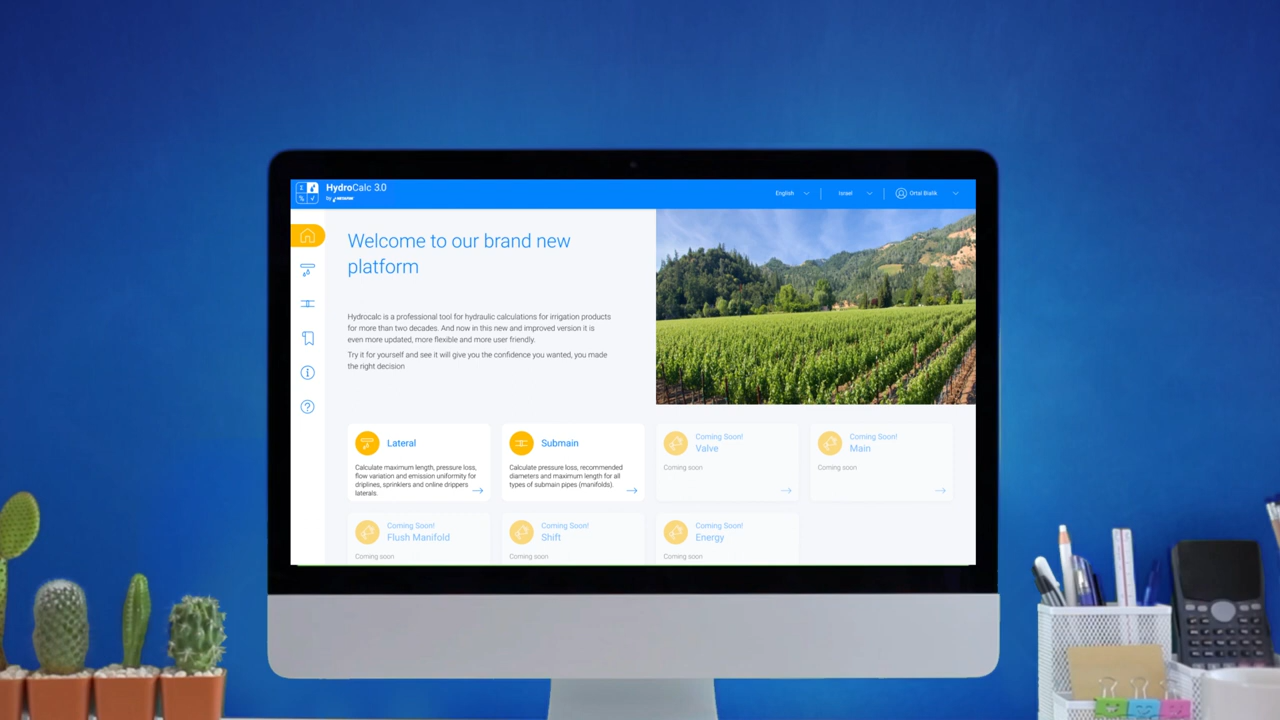 HydroCalc 3.0
by NETAFIM
English
Israel
Ortal Bialik
Welcome to our brand new
platform
Hydrocalc is a professional tool for hydraulic calculations for irrigation products
for more than two decades. And now in this new and improved version it is
even more updated, more flexible and more user friendly.
Try it for yourself and see it will give you the confidence you wanted, you made
the right decision
Lateral
Calculate maximum length, pressure loss,
flow variation and emission uniformity for
driplines, sprinklers and online drippers
laterals.
Submain
Calculate pressure loss, recommended
diameters and maximum length for all
types of submain pipes (manifolds).
Coming Soon!
Valve
Coming soon
Coming Soon!
Main
Coming soon
Coming Soon!
Flush Manifold
Coming soon
Coming Soon!
Shift
Coming soon
Coming Soon!
Energy
Coming soon